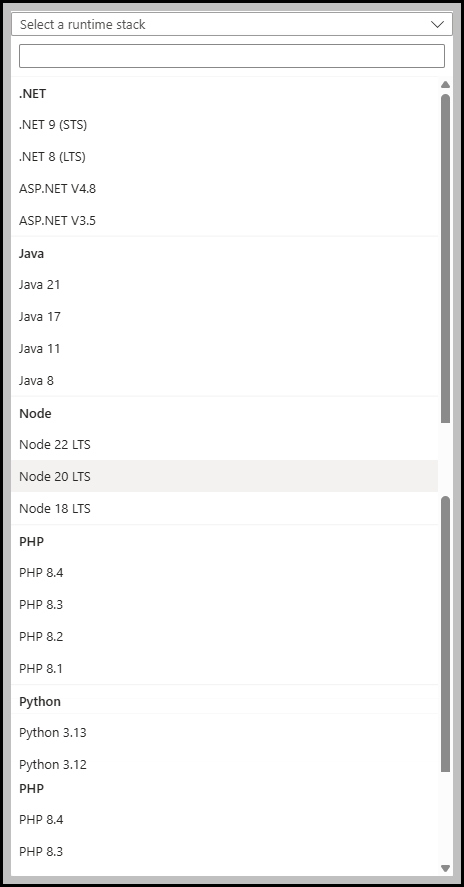 Select a runtime stack
.NET
.NET 9 (STS)
.NET 8 (LTS)
ASP.NET V4.8
ASP.NET V3.5
Java
Java 21
Java 17
Java 11
Java 8
Node
Node 22 LTS
Node 20 LTS
Node 18 LTS
PHP
PHP 8.4
PHP 8.3
PHP 8.2
PHP 8.1
Python
Python 3.13
Python 3.12
PHP
PHP 8.4
PHP 8.3